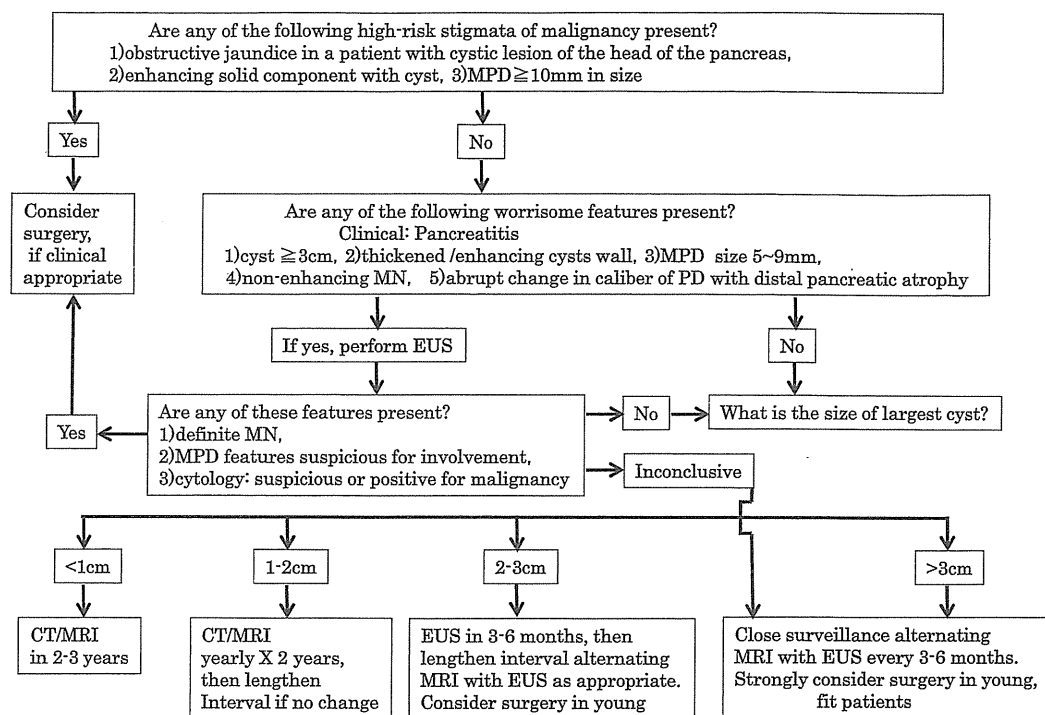 Are any of the following high-risk stigmata of malignancy present?
1)obstructive jaundice in a patient with cystic lesion of the head of the pancreas,
2)enhancing solid component with cyst, 3)MPD≧10mm in size
Yes
No
Consider
surgery,
if clinical
appropriate
Are any of the following worrisome features present?
Clinical: Pancreatitis
1)cyst ≧3cm, 2)thickened /enhancing cysts wall, 3)MPD size 5~9mm,
4)non-enhancing MN, 5)abrupt change in caliber of PD with distal pancreatic atrophy
If yes, perform EUS
No
Yes
Are any of these features present?
1)definite MN,
2)MPD features suspicious for involvement,
3)cytology: suspicious or positive for malignancy
No
What is the size of largest cyst?
Inconclusive
<1cm
1-2cm
2-3cm
>3cm
CT/MRI
in 2-3 years
CT/MRI
yearly X 2 years,
then lengthen
Interval if no change
EUS in 3-6 months, then
lengthen interval alternating
MRI with EUS as appropriate.
Consider surgery in young
Close surveillance alternating
MRI with EUS every 3-6 months.
Strongly consider surgery in young,
fit patients